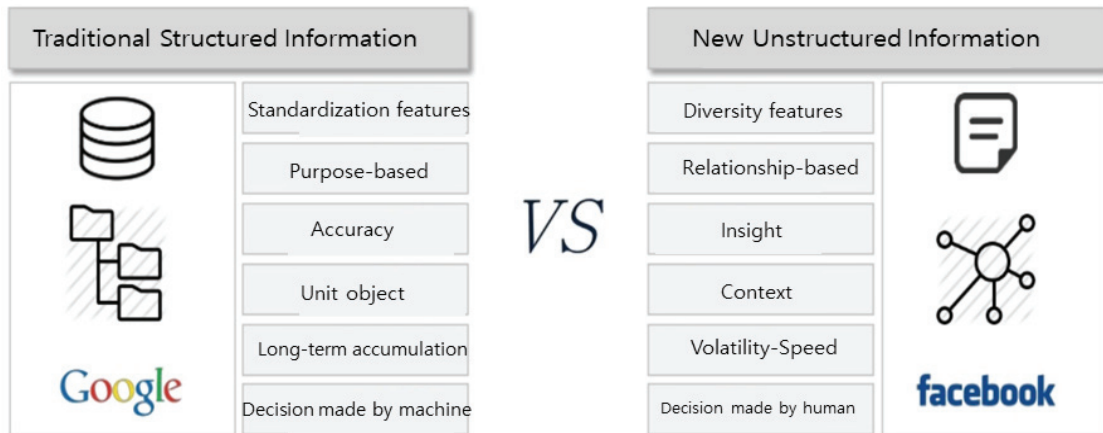 Traditional Structured Information
New Unstructured Information
Standardization features
Purpose-based
Accuracy
Unit object
Long-term accumulation
Decision made by machine
Google
VS
Diversity features
Relationship-based
Insight
Context
Volatility-Speed
Decision made by human
facebook